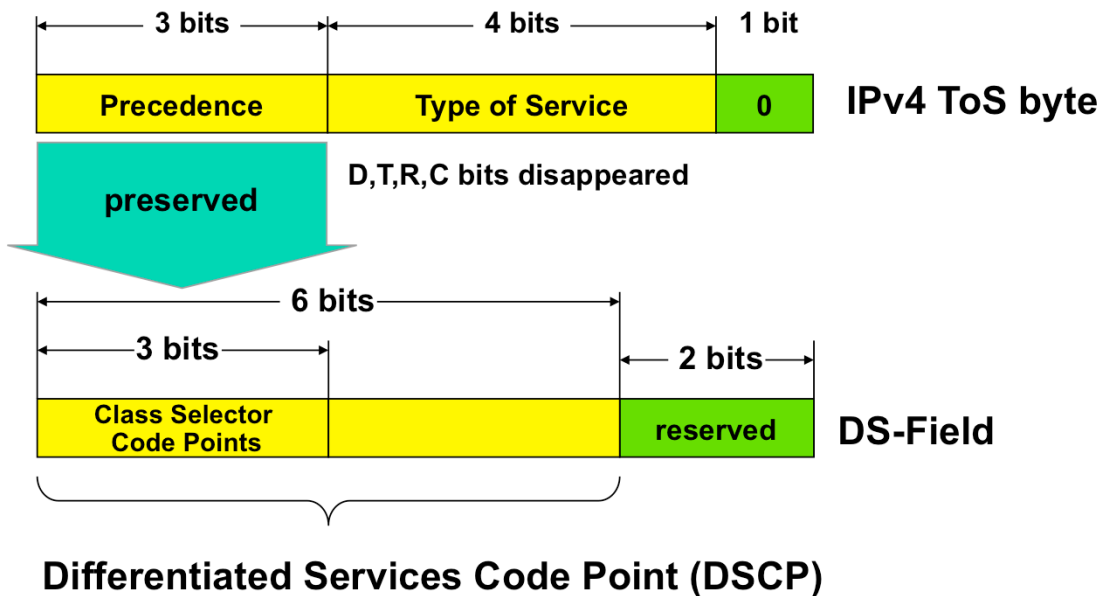 3 bits
4 bits
1 bit
Precedence
Type of Service
0
IPv4 ToS byte
preserved
D,T,R,C bits disappeared
6 bits
3 bits
2 bits
Class Selector
Code Points
reserved
DS-Field
Differentiated Services Code Point (DSCP)